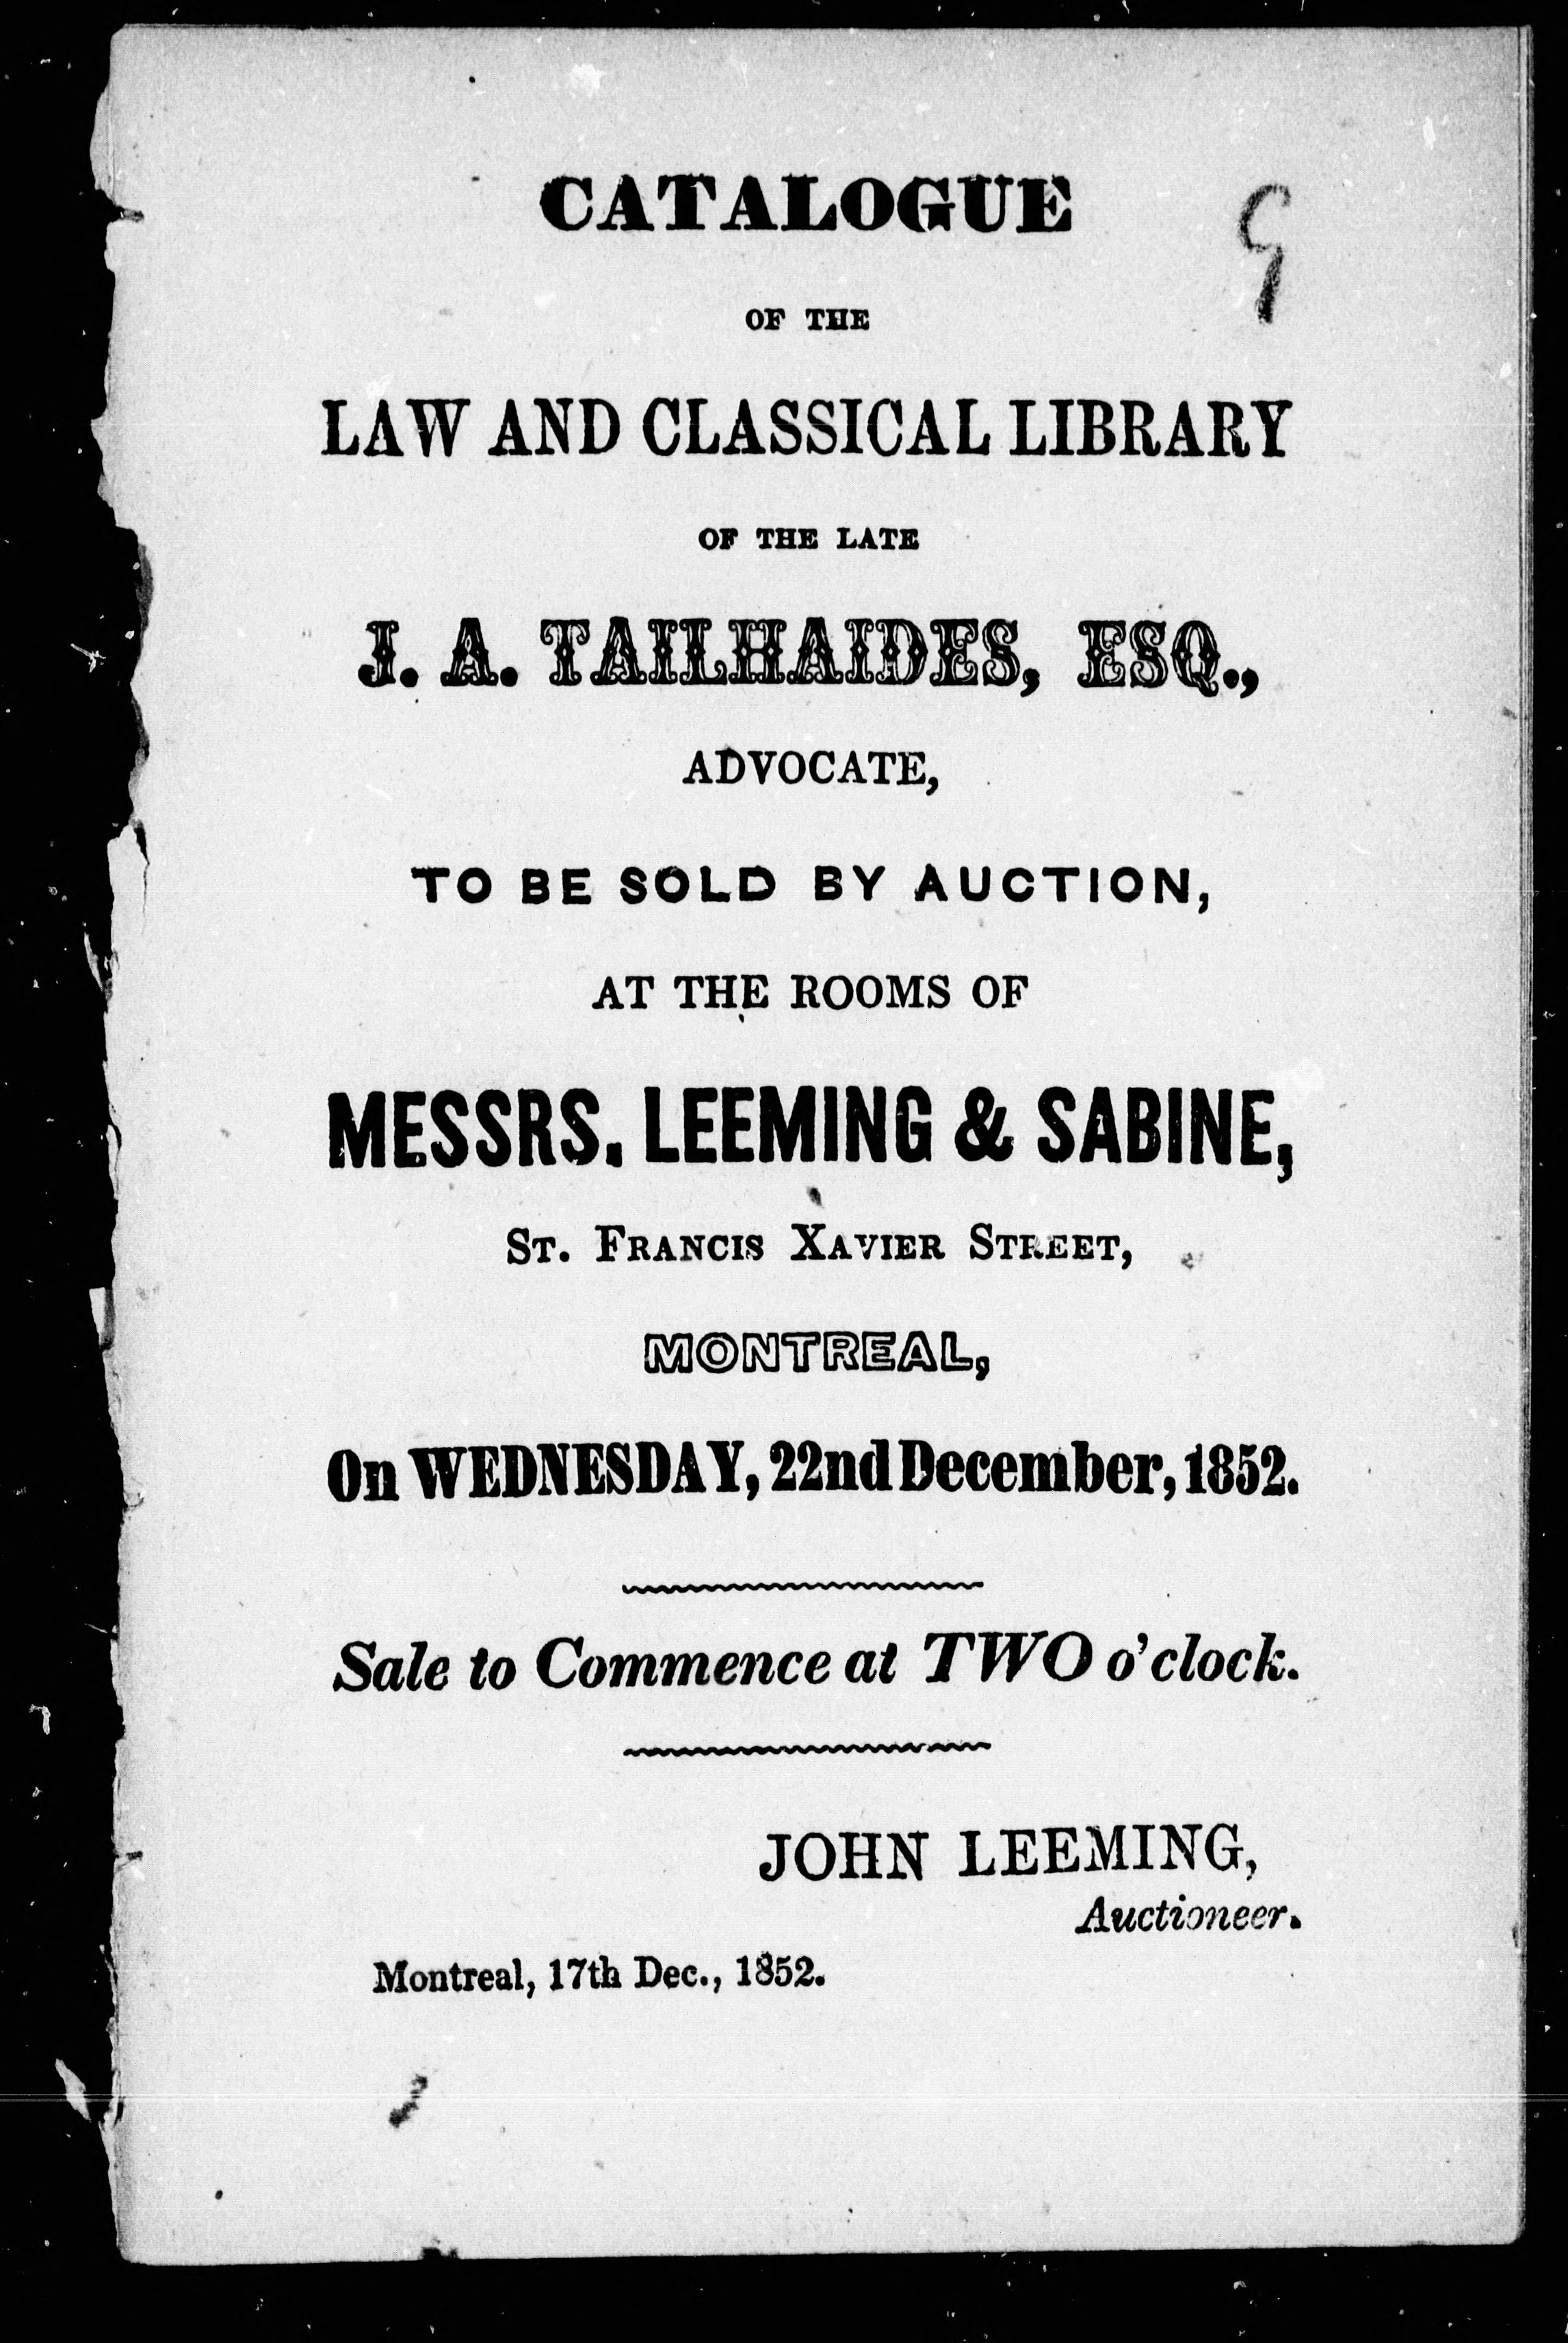 CATALOGUE
OF THE
LAW AND CLASSICAL LIBRARY
OF THE LATE
J. A. TAILHAIDES, ESQ.,
ADVOCATE,
TO BE SOLD BY AUCTION,
AT THE ROOMS OF
MESSRS. LEEMING & SABINE,
ST. FRANCIS XAVIER STREET,
MONTREAL,
On WEDNESDAY, 22nd December, 1852.
Sale to Commence at TWO o'clock.
JOHN LEEMING,
Auctioneer.
Montreal, 17th Dec., 1852.